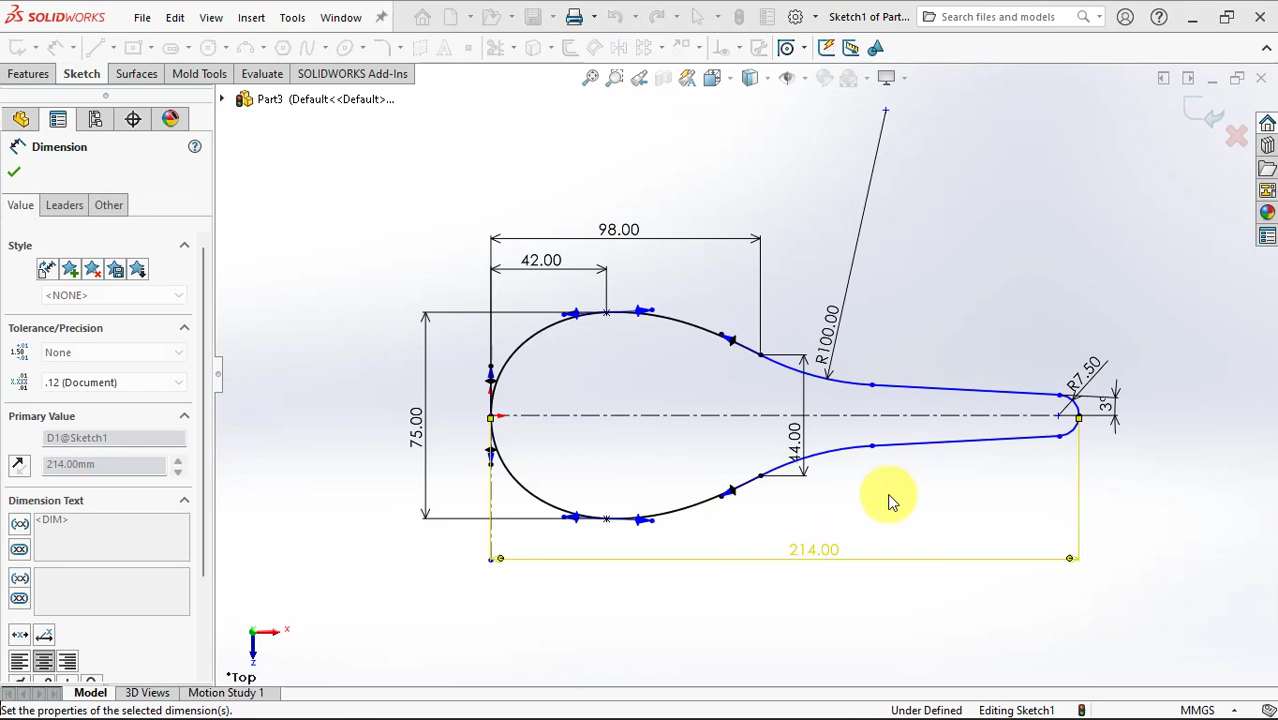 SOLIDWORKS
File
Edit
View
Insert
Tools
Window
Sketch1 of Part...
Search files and models
Features
Sketch
Surfaces
Mold Tools
Evaluate
SOLIDWORKS Add-Ins
Part3 (Default<<Default>...
Dimension
Value
Leaders
Other
Style
<NONE>
Tolerance/Precision
None
.12 (Document)
Primary Value
D1@Sketch1
214.00mm
Dimension Text
<DIM>
98.00
42.00
75.00
R100.00
44.00
R7.50
3°
214.00
x
z
*Top
Model
3D Views
Motion Study 1
Set the properties of the selected dimension(s).
Under Defined
Editing Sketch1
MMGS